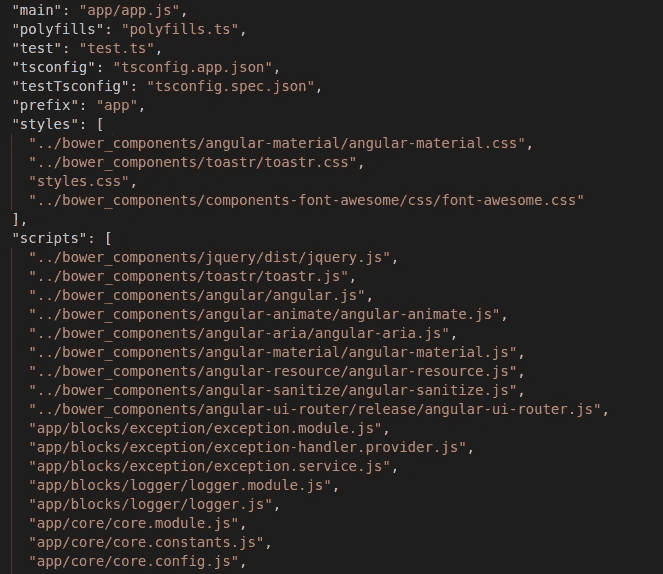 "main": "app/app.js",
"polyfills": "polyfills.ts",
"test": "test.ts",
"tsconfig": "tsconfig.app.json",
"testTsconfig": "tsconfig.spec.json",
"prefix": "app",
"styles": [
"../bower_components/angular-material/angular-material.css",
"../bower_components/toastr/toastr.css",
"styles.css",
"../bower_components/components-font-awesome/css/font-awesome.css"
],
"scripts": [
"../bower_components/jquery/dist/jquery.js",
"../bower_components/toastr/toastr.js",
"../bower_components/angular/angular.js",
"../bower_components/angular-animate/angular-animate.js",
"../bower_components/angular-aria/angular-aria.js",
"../bower_components/angular-material/angular-material.js",
"../bower_components/angular-resource/angular-resource.js",
"../bower_components/angular-sanitize/angular-sanitize.js",
"../bower_components/angular-ui-router/release/angular-ui-router.js",
"app/blocks/exception/exception.module.js",
"app/blocks/exception/exception-handler.provider.js",
"app/blocks/exception/exception.service.js",
"app/blocks/logger/logger.module.js",
"app/blocks/logger/logger.js",
"app/core/core.module.js",
"app/core/core.constants.js",
"app/core/core.config.js",